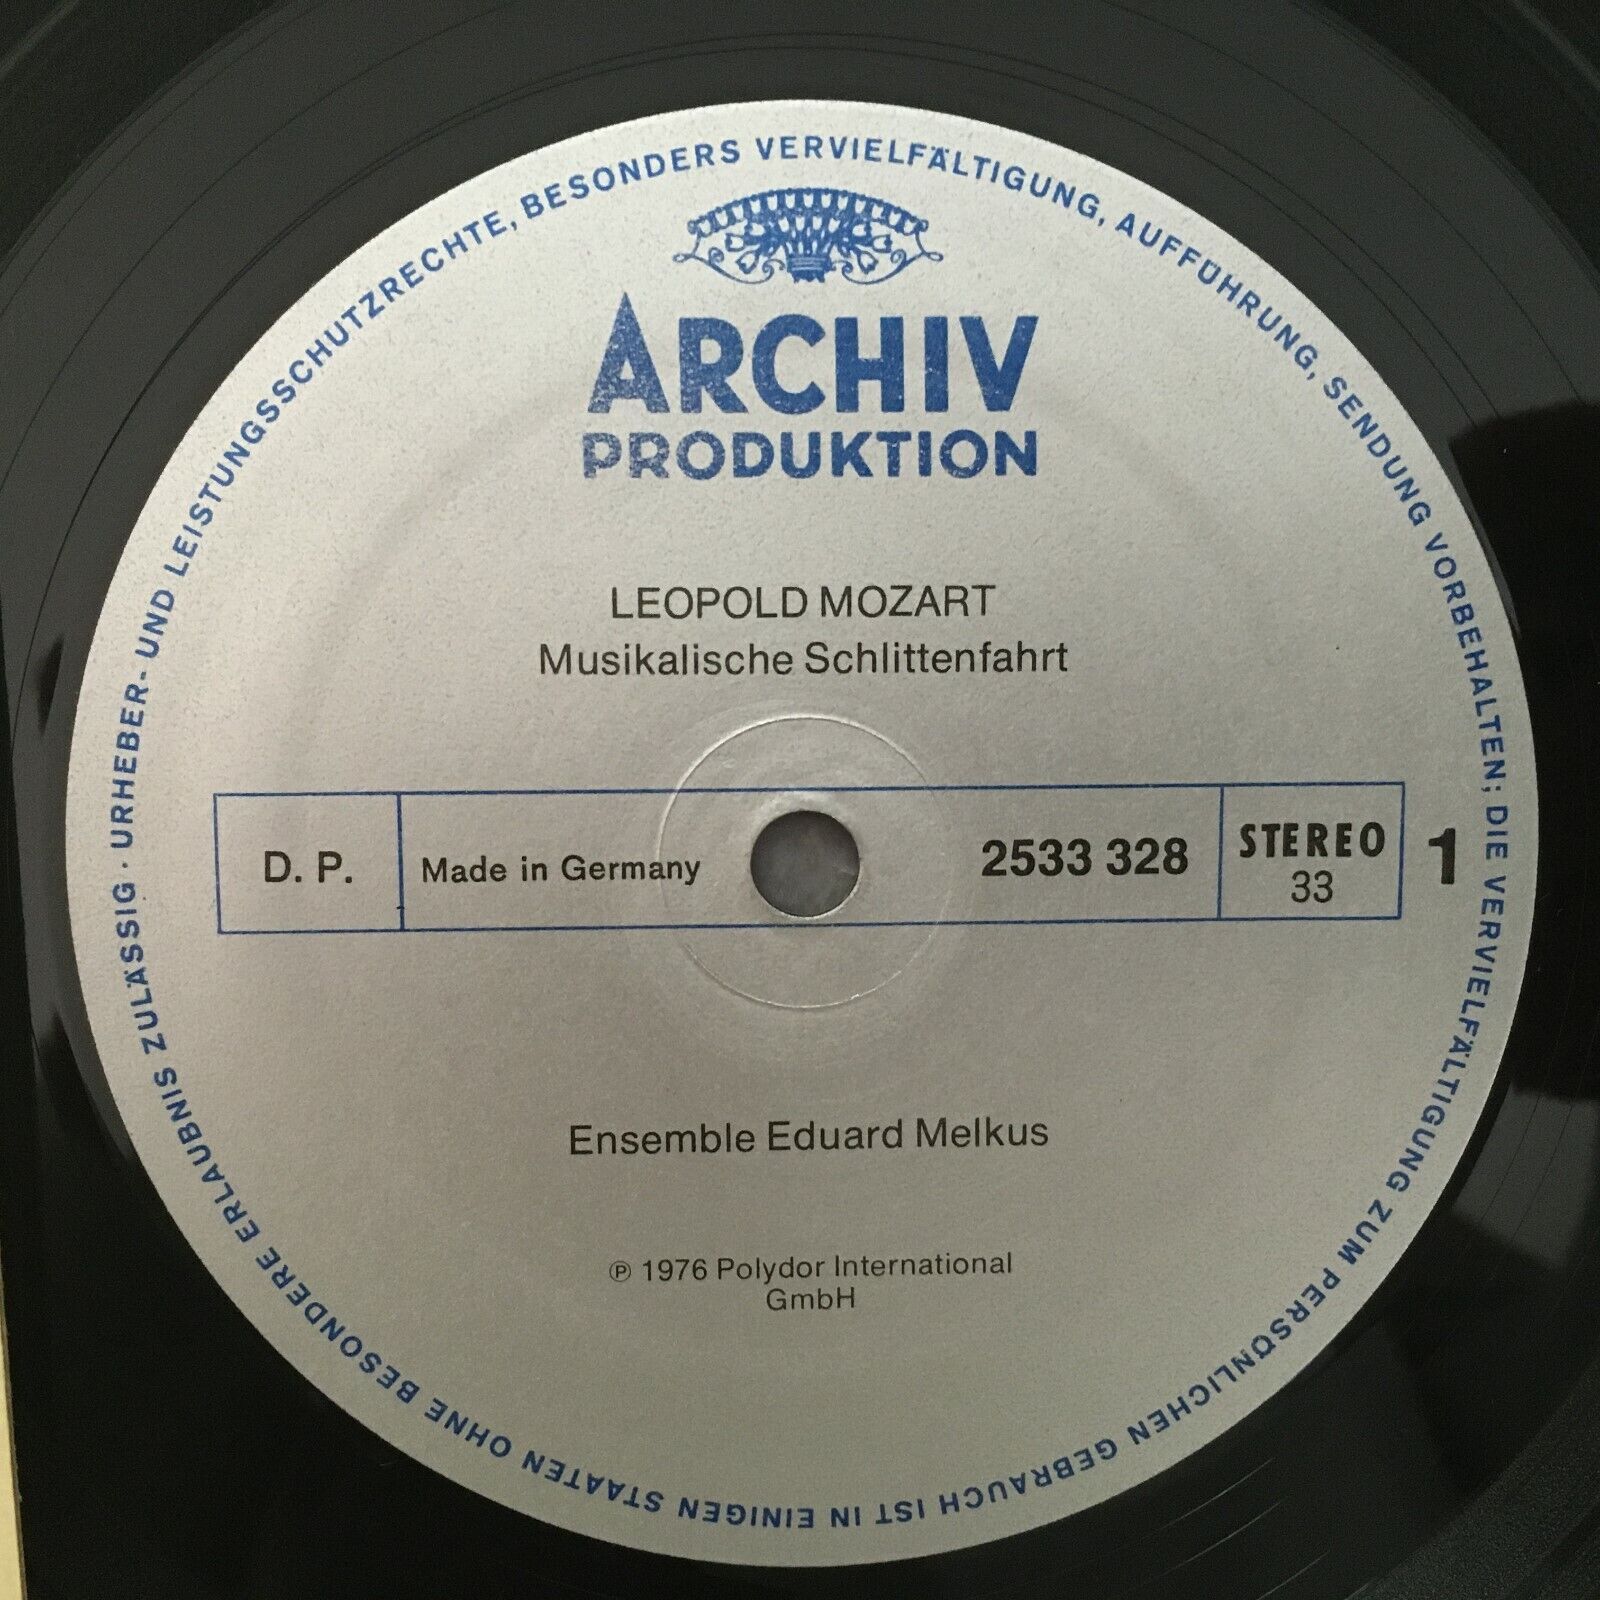 URHEBER- UND LEISTUNGSSCHUTZRECHTE, BESONDERS VERVIELFÄLTIGUNG, AUFFÜHRUNG, SENDUNG VORBEHALTEN; DIE VERVIELFÄLTIGUNG ZUM PERSÖNLICHEN GEBRAUCH IST IN EINIGEN STAATEN OHNE BESONDERE ERLAUBNIS ZULÄSSIG ·
ARCHIV
PRODUKTION
LEOPOLD MOZART
Musikalische Schlittenfahrt
D. P. Made in Germany 2533 328 STEREO 1
33
Ensemble Eduard Melkus
℗ 1976 Polydor International
GmbH